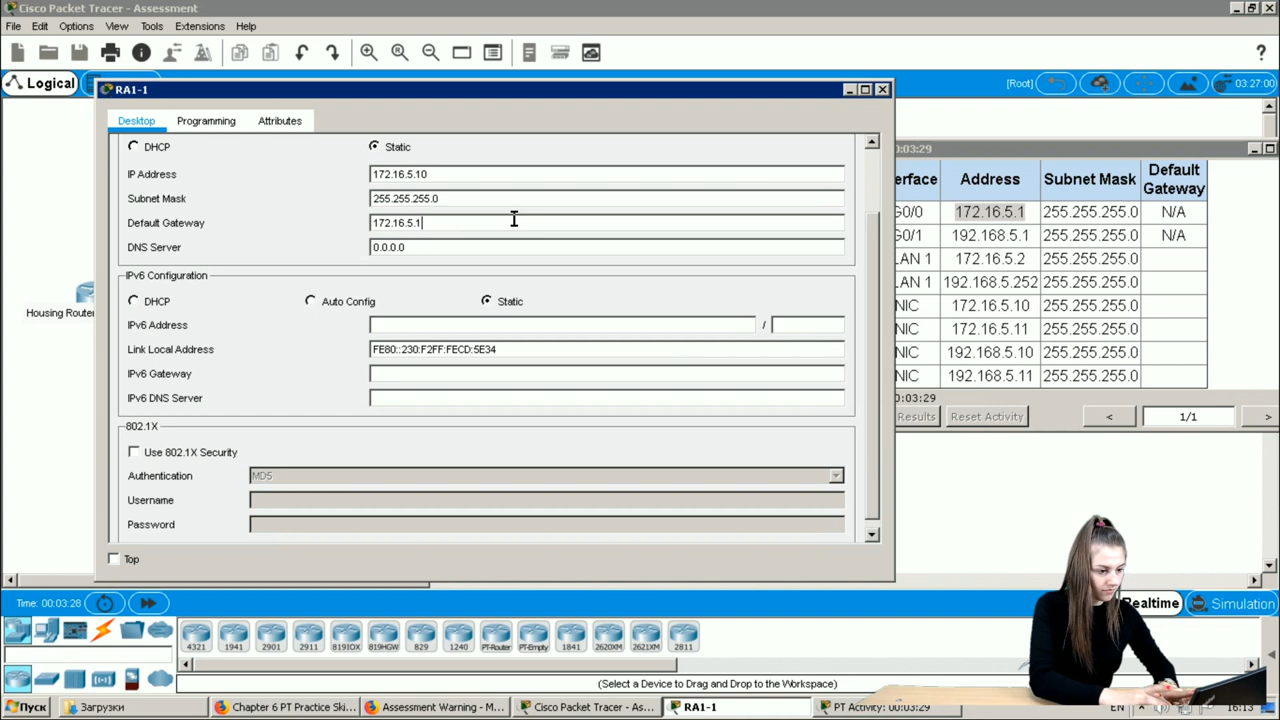 Cisco Packet Tracer - Assessment
File Edit Options View Tools Extensions Help
?
Logical
[Root]
03:27:00
RA1-1
Desktop Programming Attributes
DHCP
Static
IP Address
172.16.5.10
Subnet Mask
255.255.255.0
Default Gateway
172.16.5.1
DNS Server
0.0.0.0
IPv6 Configuration
DHCP
Auto Config
Static
IPv6 Address
/
Link Local Address
FE80::230:F2FF:FECD:5E34
IPv6 Gateway
IPv6 DNS Server
802.1X
Use 802.1X Security
Authentication
MD5
Username
Password
Top
00:03:29
erface Address Subnet Mask Default Gateway
G0/0 172.16.5.1 255.255.255.0 N/A
G0/1 192.168.5.1 255.255.255.0 N/A
LAN 1 172.16.5.2 255.255.255.0
LAN 1 192.168.5.252 255.255.255.0
NIC 172.16.5.10 255.255.255.0
NIC 172.16.5.11 255.255.255.0
NIC 192.168.5.10 255.255.255.0
NIC 192.168.5.11 255.255.255.0
0:03:29
Results Reset Activity < 1/1 >
Housing Router
Time: 00:03:28
Realtime
Simulation
4321 1941 2901 2911 819IOX 819HGW 829 1240 PT-Router PT-Empty 1841 2620XM 2621XM 2811
(Select a Device to Drag and Drop to the Workspace)
Пуск
Загрузки
Chapter 6 PT Practice Ski...
Assessment Warning - M...
Cisco Packet Tracer - As...
RA1-1
PT Activity: 00:03:29
EN
16:13